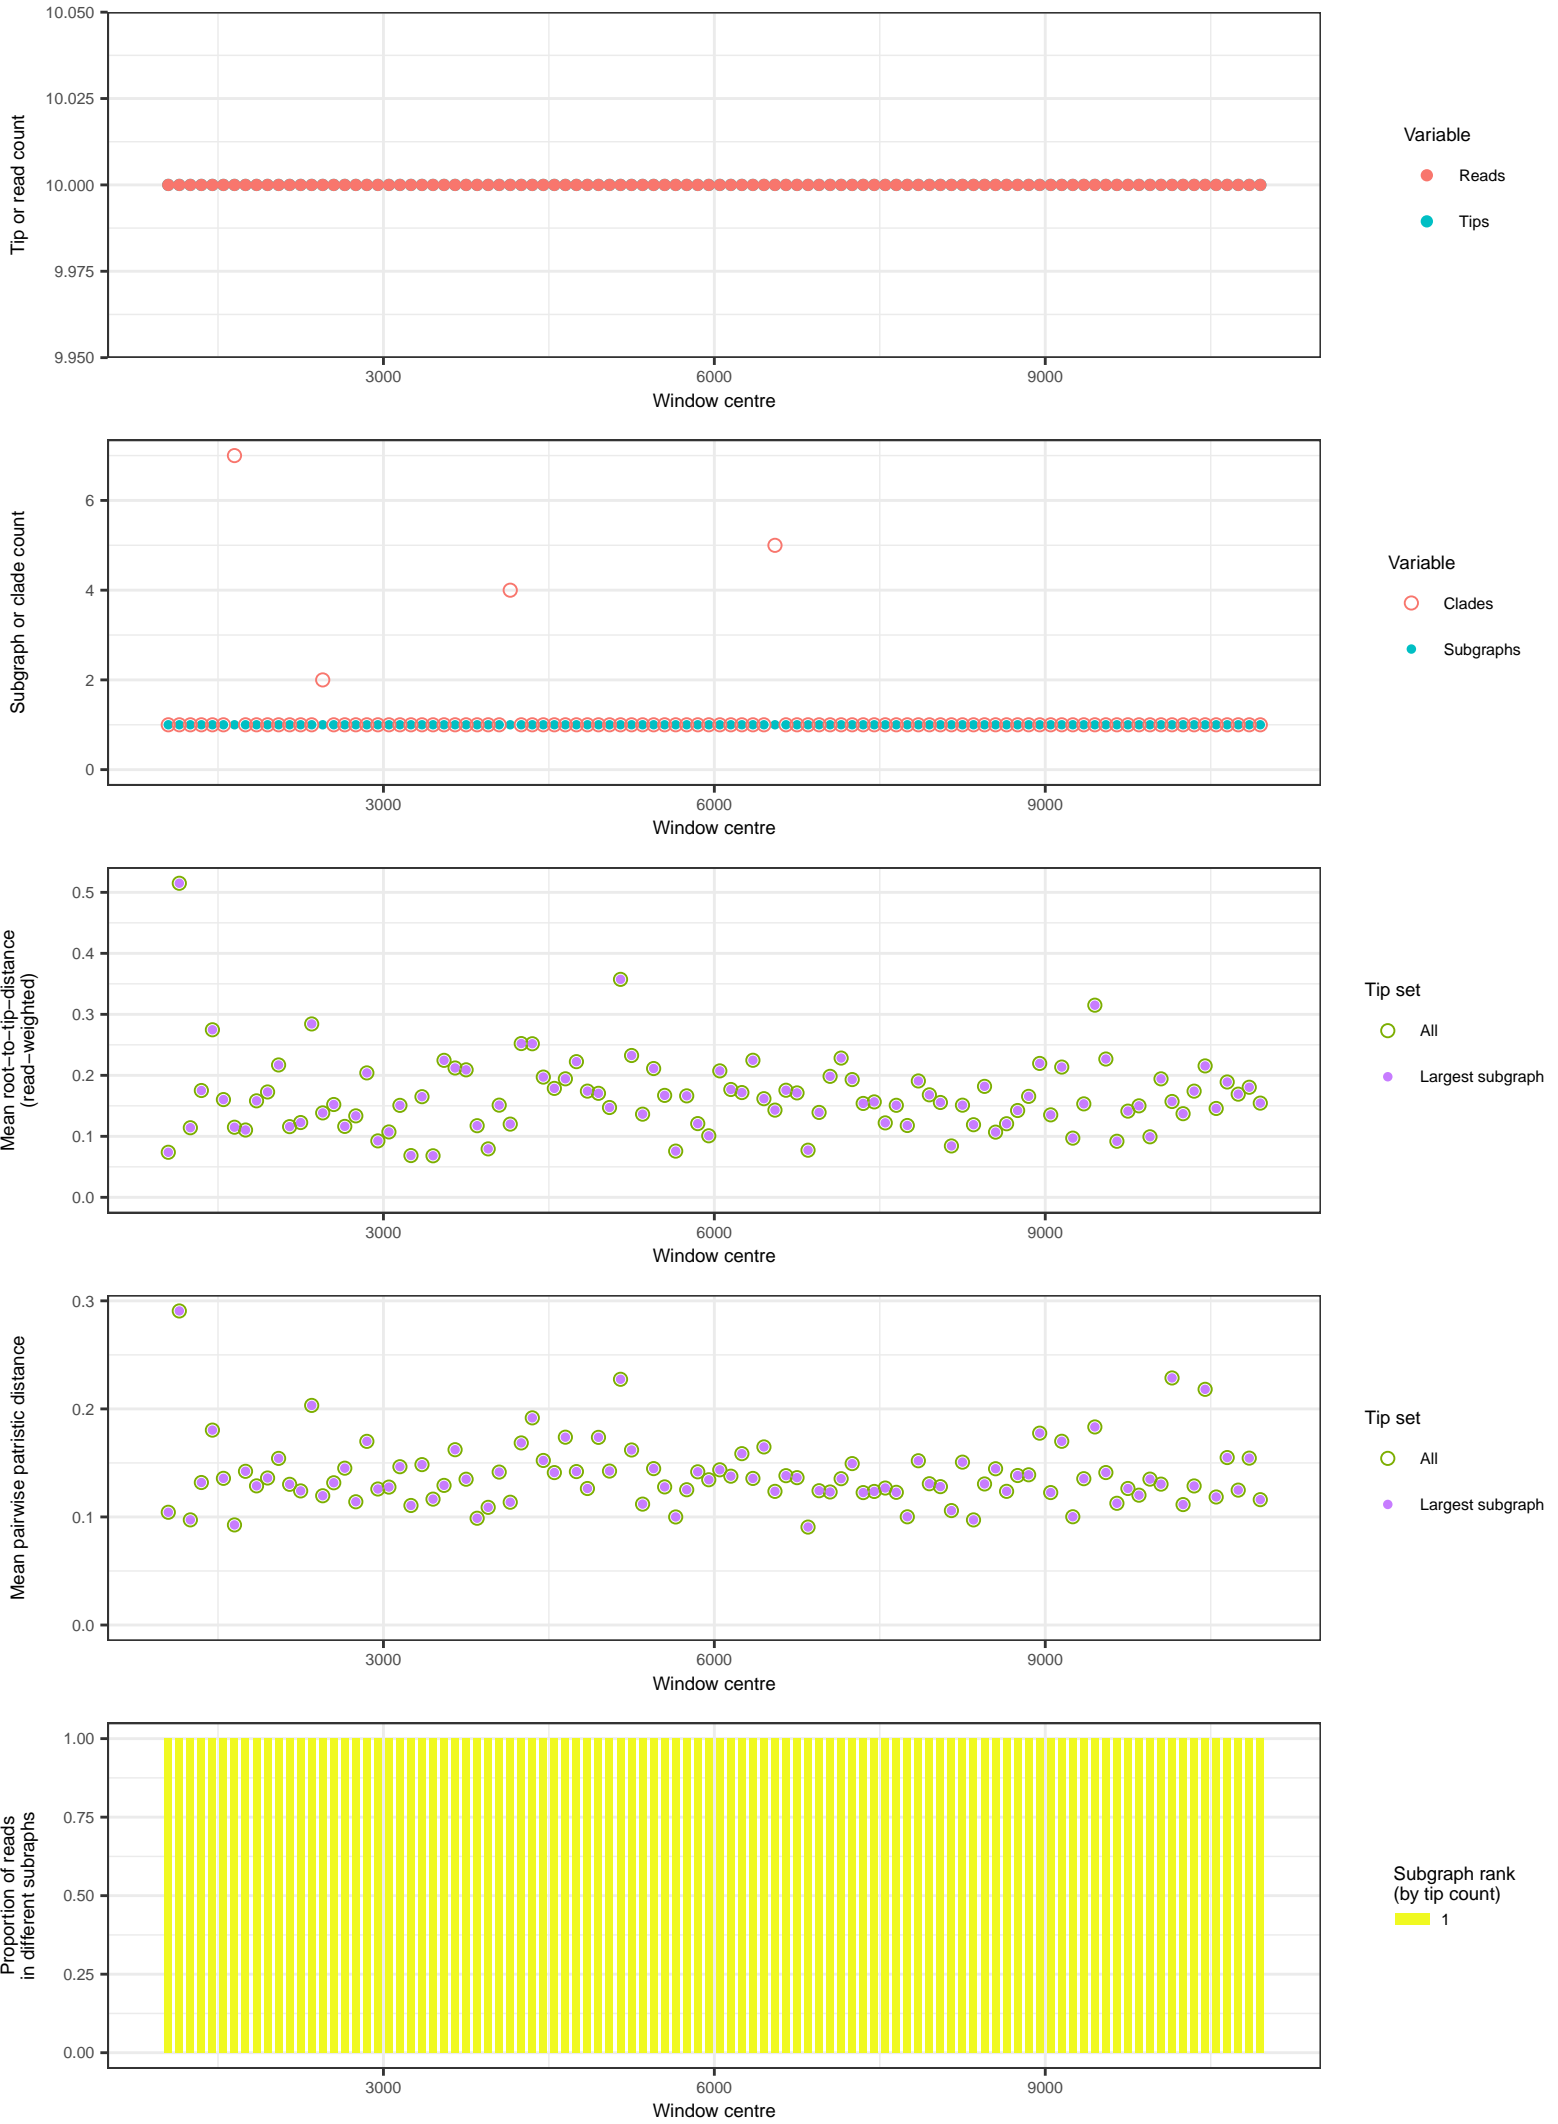 10.050
10.025
10.000
9.975
9.950
Tip or read count
3000
6000
9000
Window centre
Variable
Reads
Tips
6
4
2
0
Subgraph or clade count
3000
6000
9000
Window centre
Variable
Clades
Subgraphs
0.5
0.4
0.3
0.2
0.1
0.0
Mean root−to−tip−distance
(read−weighted)
3000
6000
9000
Window centre
Tip set
All
Largest subgraph
0.3
0.2
0.1
0.0
Mean pairwise patristic distance
3000
6000
9000
Window centre
Tip set
All
Largest subgraph
1.00
0.75
0.50
0.25
0.00
Proportion of reads
in different subraphs
3000
6000
9000
Window centre
Subgraph rank
(by tip count)
1